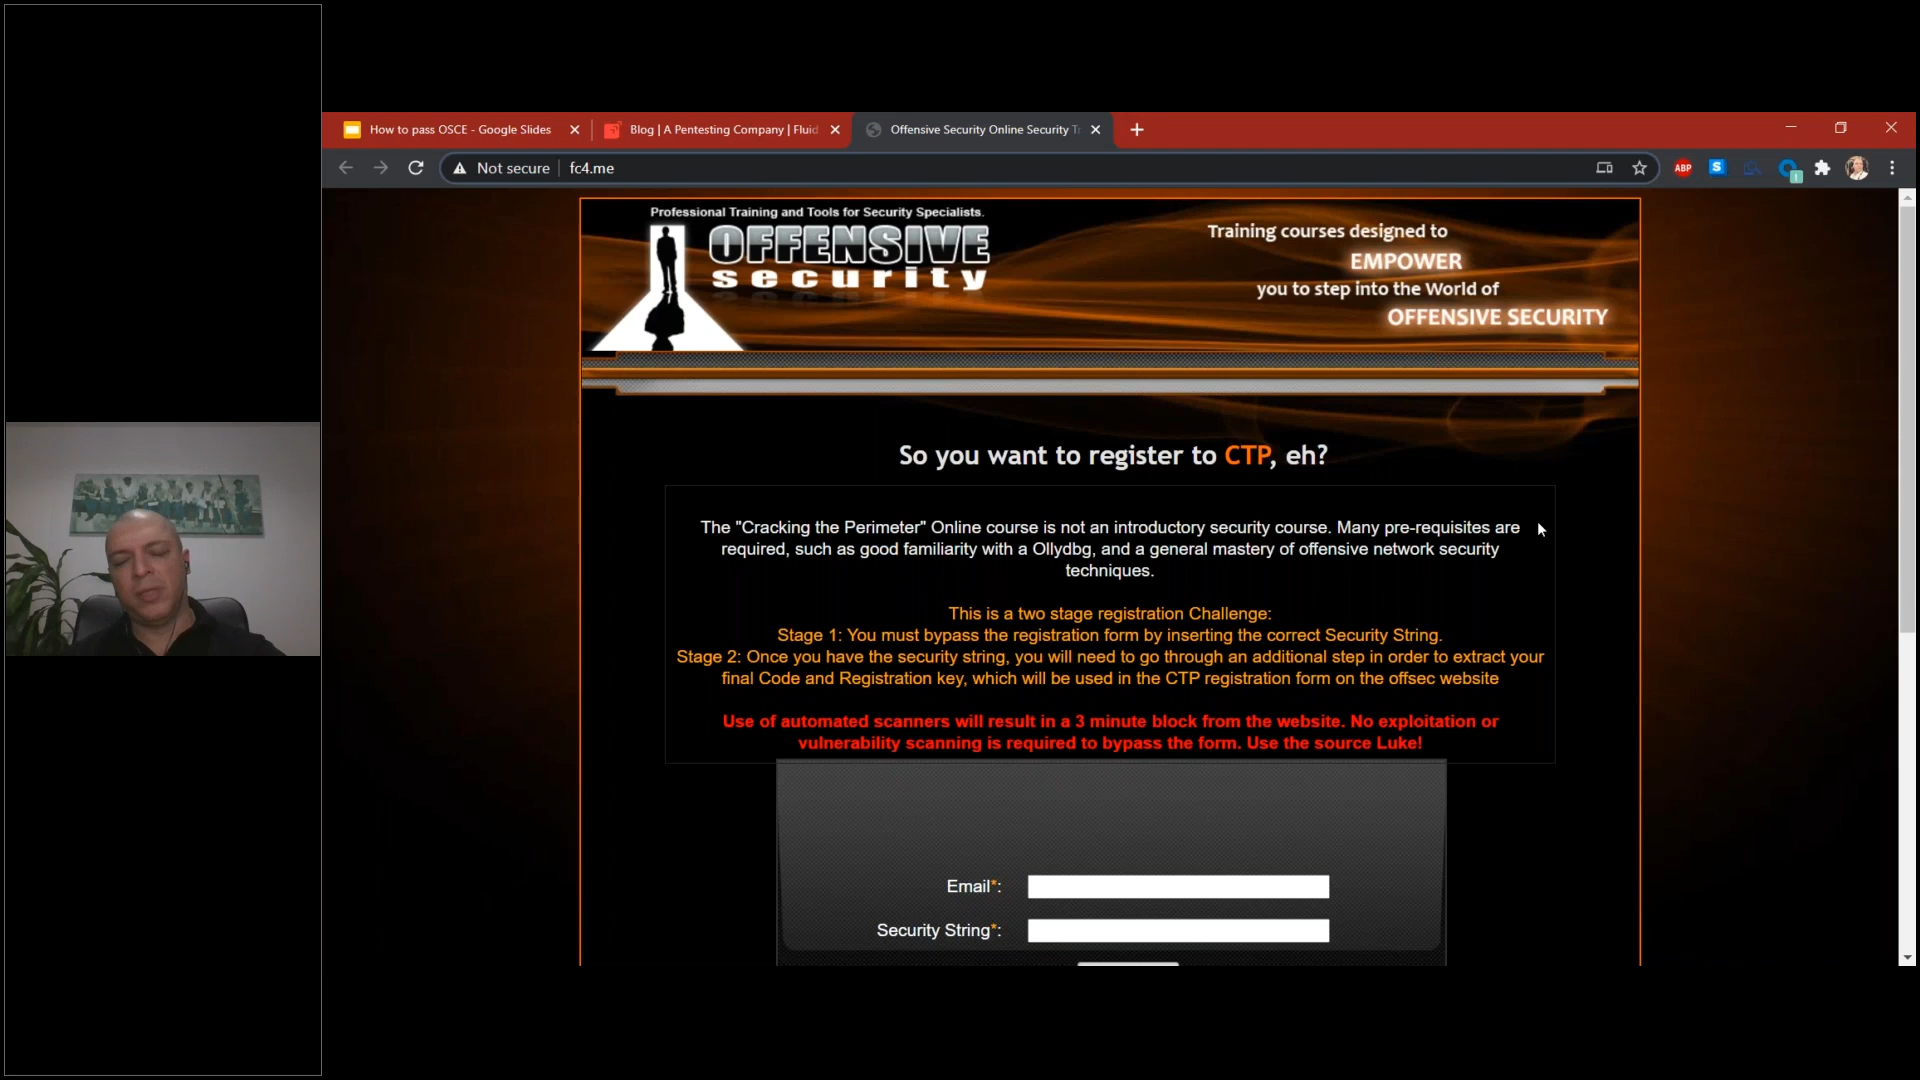 How to pass OSCE - Google Slides
Blog | A Pentesting Company | Fluid
Offensive Security Online Security Tr
Not secure
fc4.me
ABP
S
Professional Training and Tools for Security Specialists.
OFFENSIVE
security
Training courses designed to
EMPOWER
you to step into the World of
OFFENSIVE SECURITY
So you want to register to CTP, eh?
The "Cracking the Perimeter" Online course is not an introductory security course. Many pre-requisites are
required, such as good familiarity with a Ollydbg, and a general mastery of offensive network security
techniques.
This is a two stage registration Challenge:
Stage 1: You must bypass the registration form by inserting the correct Security String.
Stage 2: Once you have the security string, you will need to go through an additional step in order to extract your
final Code and Registration key, which will be used in the CTP registration form on the offsec website
Use of automated scanners will result in a 3 minute block from the website. No exploitation or
vulnerability scanning is required to bypass the form. Use the source Luke!
Email*:
Security String*: